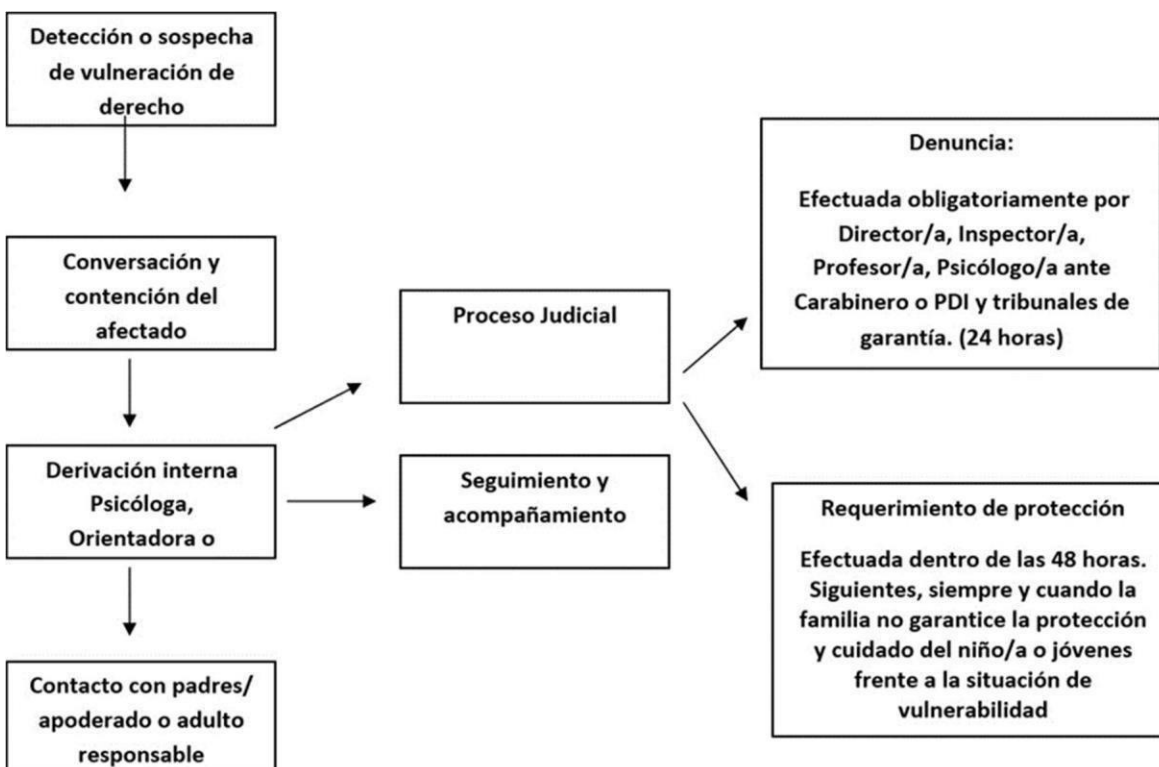 Detección o sospecha
de vulneración de
derecho
Conversación y
contención del
afectado
Derivación interna
Psicóloga,
Orientadora o
Contacto con padres/
apoderado o adulto
responsable
Proceso Judicial
Seguimiento y
acompañamiento
Denuncia:
Efectuada obligatoriamente por
Director/a, Inspector/a,
Profesor/a, Psicólogo/a ante
Carabinero o PDI y tribunales de
garantía. (24 horas)
Requerimiento de protección
Efectuada dentro de las 48 horas.
Siguientes, siempre y cuando la
familia no garantice la protección
y cuidado del niño/a o jóvenes
frente a la situación de
vulnerabilidad